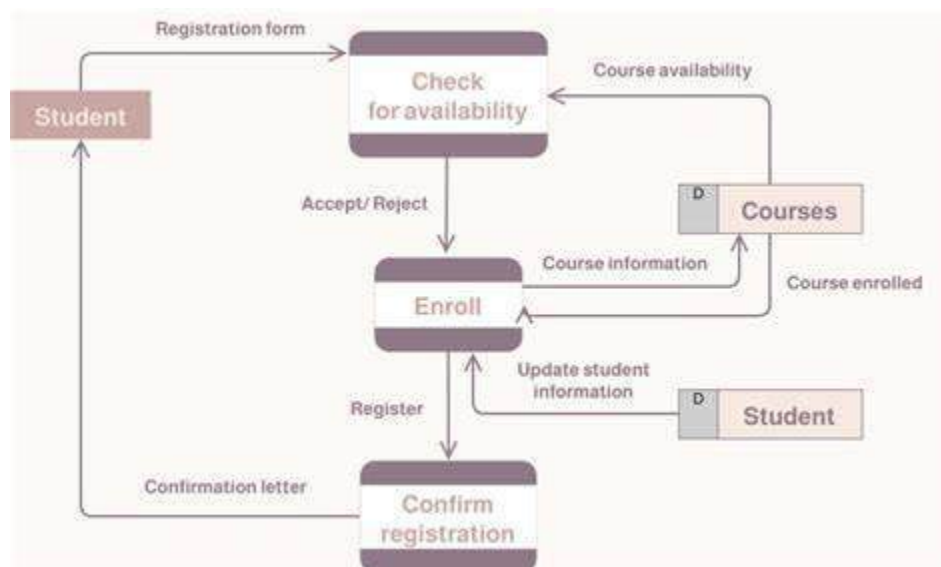 Registration form
Check
for availability
Course availability
Student
Accept/ Reject
D
Courses
Course information
Enroll
Course enrolled
Update student
information
D
Student
Register
Confirmation letter
Confirm
registration